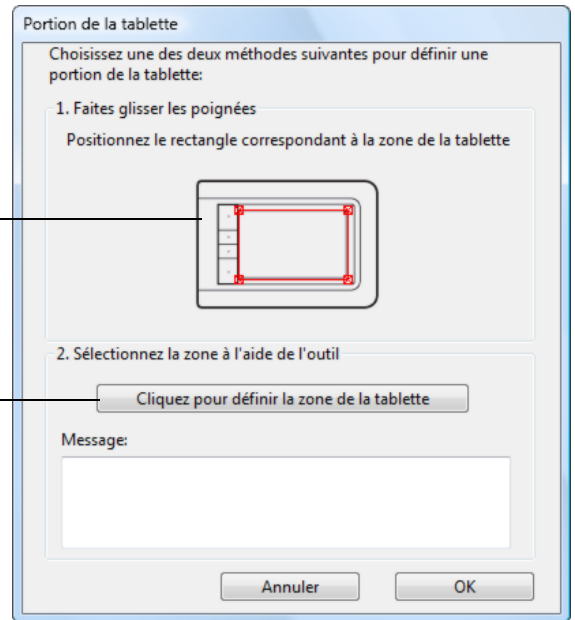 Portion de la tablette
Choisissez une des deux méthodes suivantes pour définir une
portion de la tablette:
1. Faites glisser les poignées
Positionnez le rectangle correspondant à la zone de la tablette
2. Sélectionnez la zone à l'aide de l'outil
Cliquez pour définir la zone de la tablette
Message:
Annuler
OK